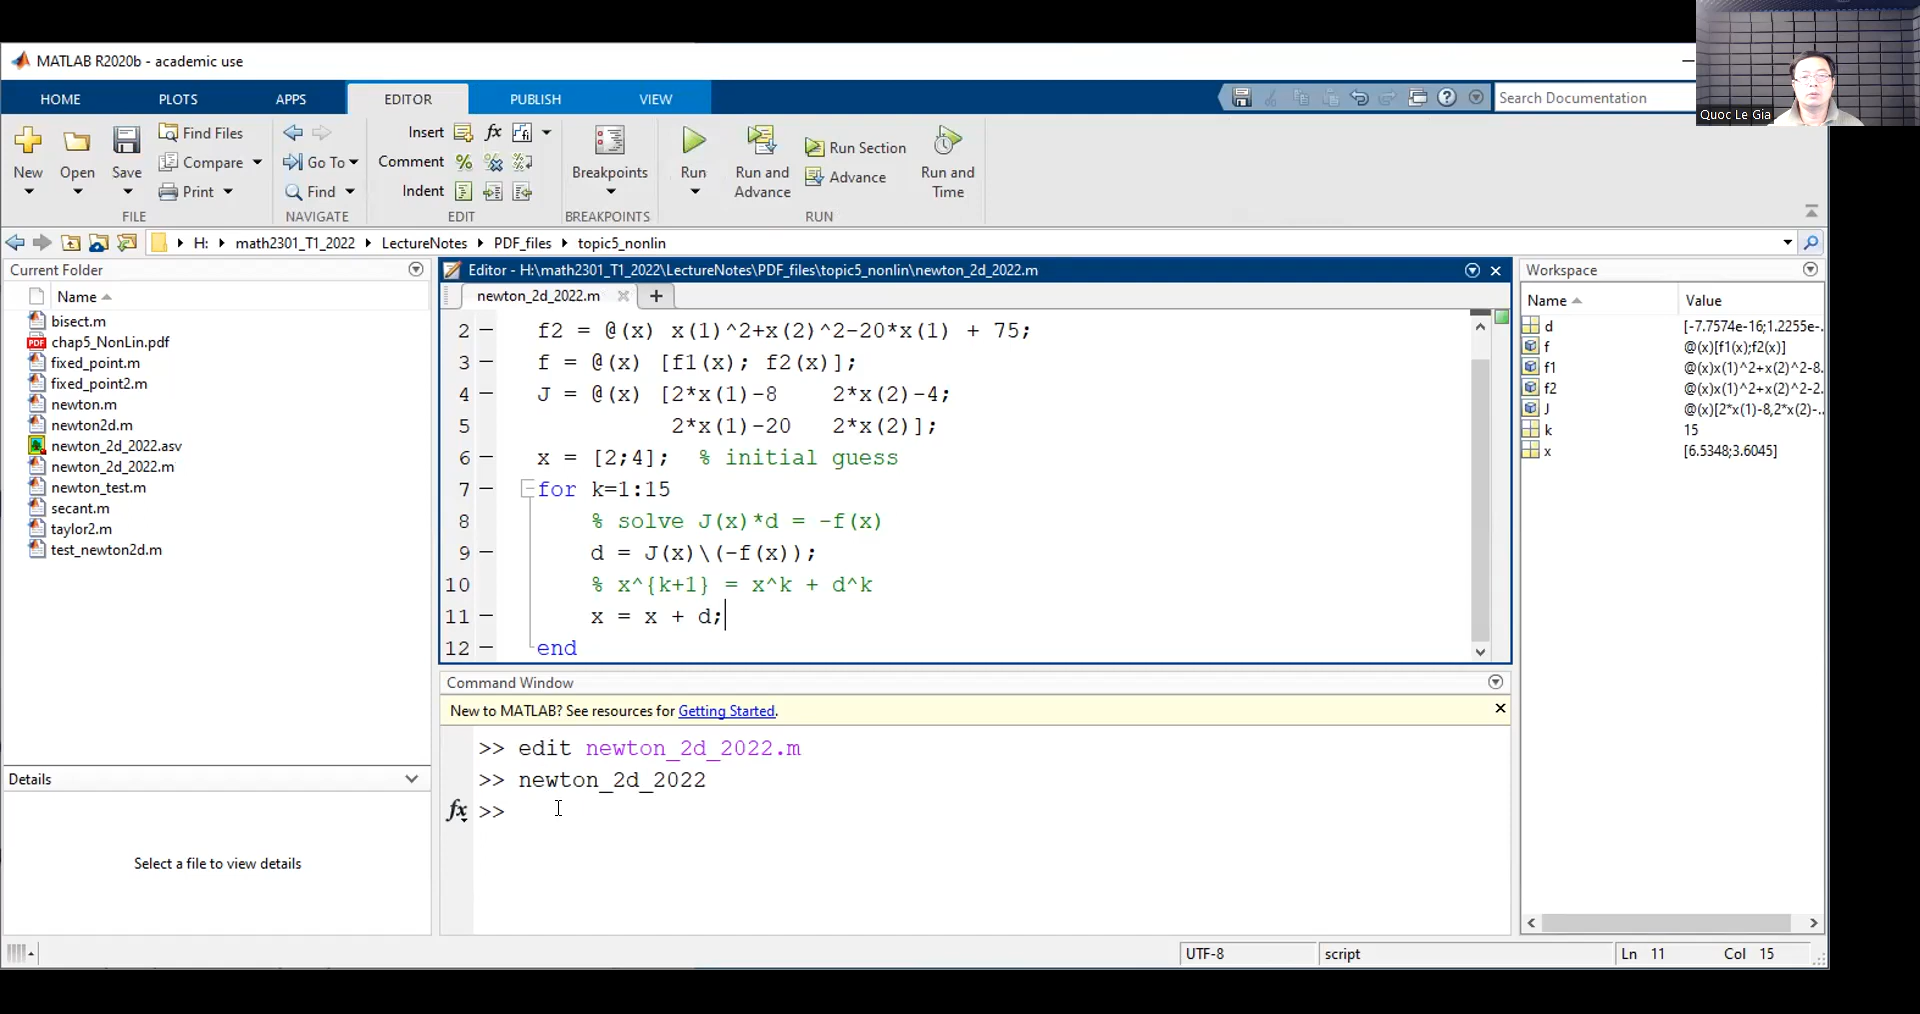 MATLAB R2020b - academic use
Quoc Le Gia
HOME PLOTS APPS EDITOR PUBLISH VIEW
Search Documentation
New
Open
Save
Find Files
Compare
Print
FILE
Go To
Find
NAVIGATE
Insert
Comment
Indent
EDIT
Breakpoints
BREAKPOINTS
Run
Run and Advance
Run Section
Advance
Run and Time
RUN
H: math2301_T1_2022 LectureNotes PDF_files topic5_nonlin
Current Folder
Name
bisect.m
chap5_NonLin.pdf
fixed_point.m
fixed_point2.m
newton.m
newton2d.m
newton_2d_2022.asv
newton_2d_2022.m
newton_test.m
secant.m
taylor2.m
test_newton2d.m
Details
Select a file to view details
Editor - H:\math2301_T1_2022\LectureNotes\PDF_files\topic5_nonlin\newton_2d_2022.m
newton_2d_2022.m
2 f2 = @(x) x(1)^2+x(2)^2-20*x(1) + 75;
3 f = @(x) [f1(x); f2(x)];
4 J = @(x) [2*x(1)-8 2*x(2)-4;
5 2*x(1)-20 2*x(2)];
6 x = [2;4]; % initial guess
7 for k=1:15
8 % solve J(x)*d = -f(x)
9 d = J(x)\(-f(x));
10 % x^{k+1} = x^k + d^k
11 x = x + d;
12 end
Command Window
New to MATLAB? See resources for Getting Started.
>> edit newton_2d_2022.m
>> newton_2d_2022
fx >>
Workspace
Name Value
d [-7.7574e-16;1.2255e-...
f @(x)[f1(x);f2(x)]
f1 @(x)x(1)^2+x(2)^2-8...
f2 @(x)x(1)^2+x(2)^2-2...
J @(x)[2*x(1)-8,2*x(2)-...
k 15
x [6.5348;3.6045]
UTF-8 script Ln 11 Col 15